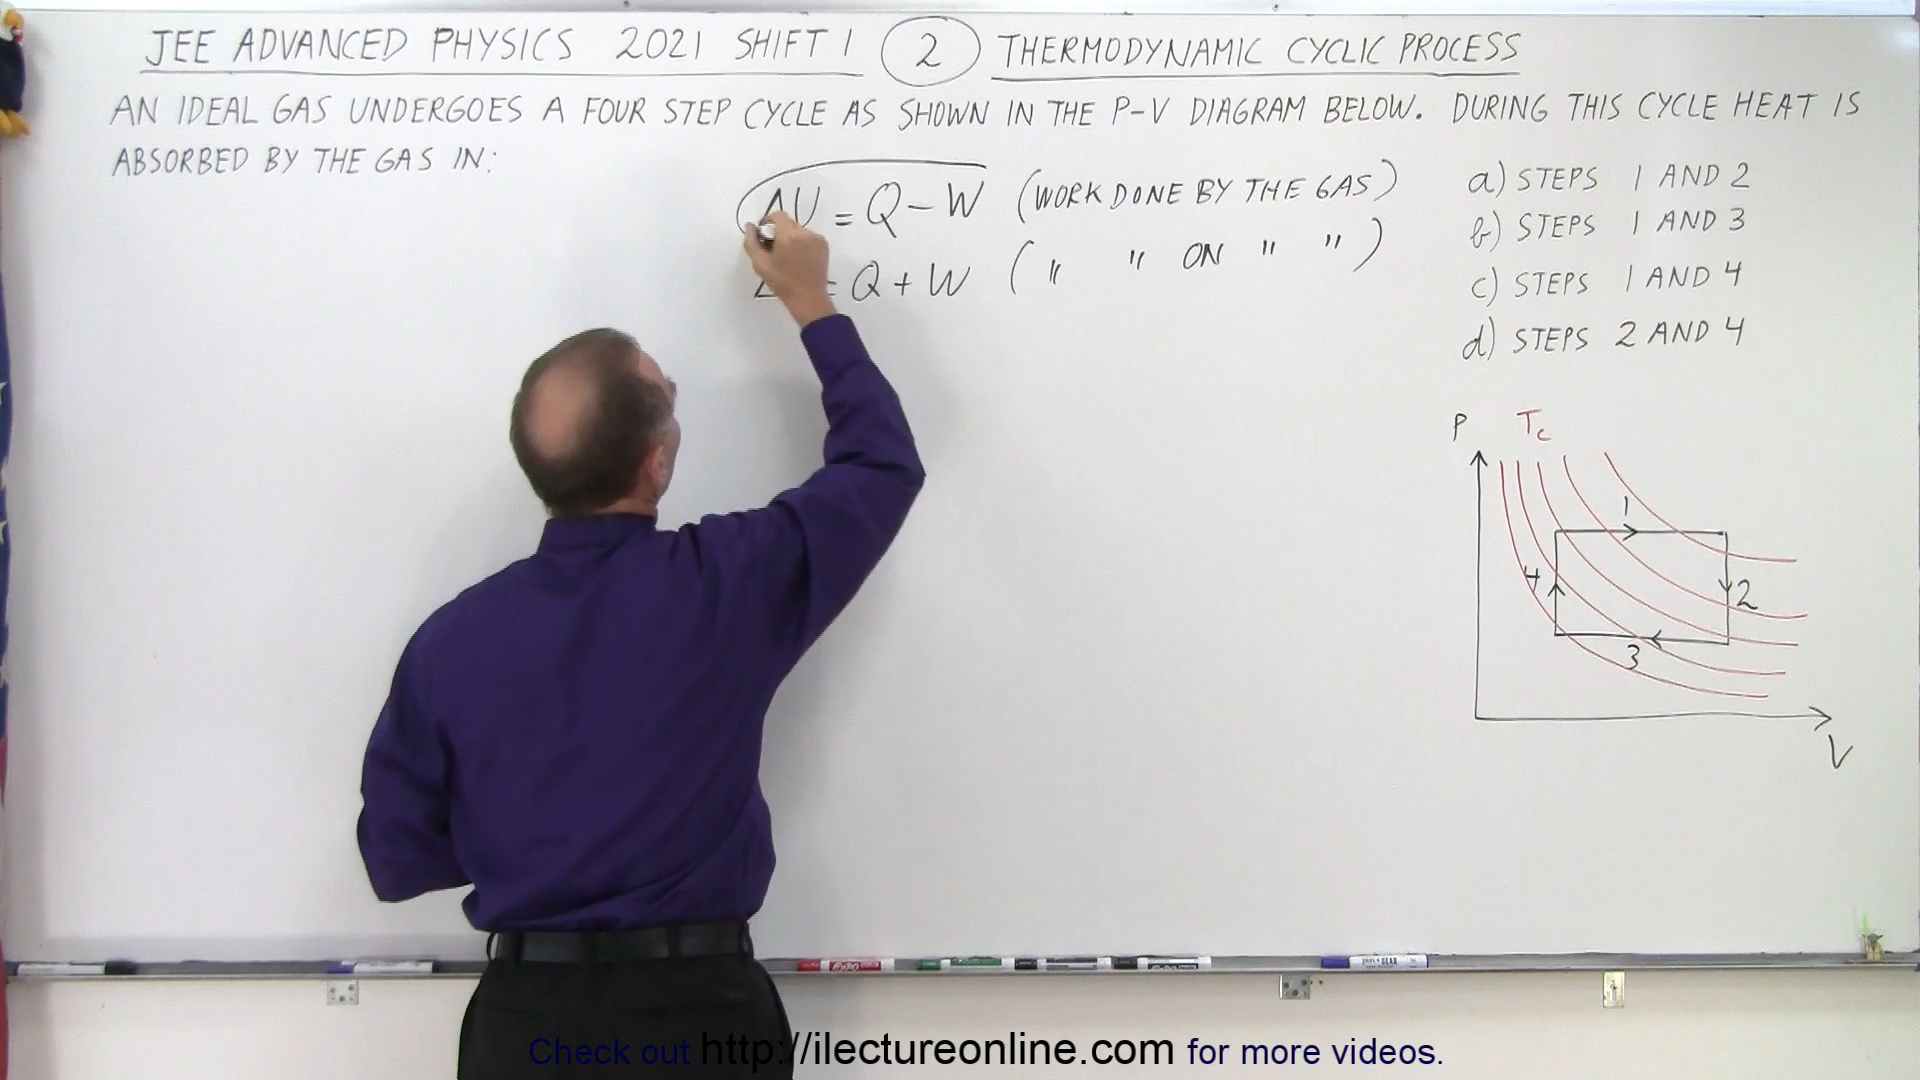 JEE ADVANCED PHYSICS 2021 SHIFT 1 2 THERMODYNAMIC CYCLIC PROCESS
AN IDEAL GAS UNDERGOES A FOUR STEP CYCLE AS SHOWN IN THE P-V DIAGRAM BELOW. DURING THIS CYCLE HEAT IS
ABSORBED BY THE GAS IN:
ΔU = Q - W (WORK DONE BY THE GAS)
= Q + W ( " " ON " " )
a) STEPS 1 AND 2
b) STEPS 1 AND 3
c) STEPS 1 AND 4
d) STEPS 2 AND 4
P Tc
1
4 2
3
V
EXPO
Check out http://ilectureonline.com for more videos.